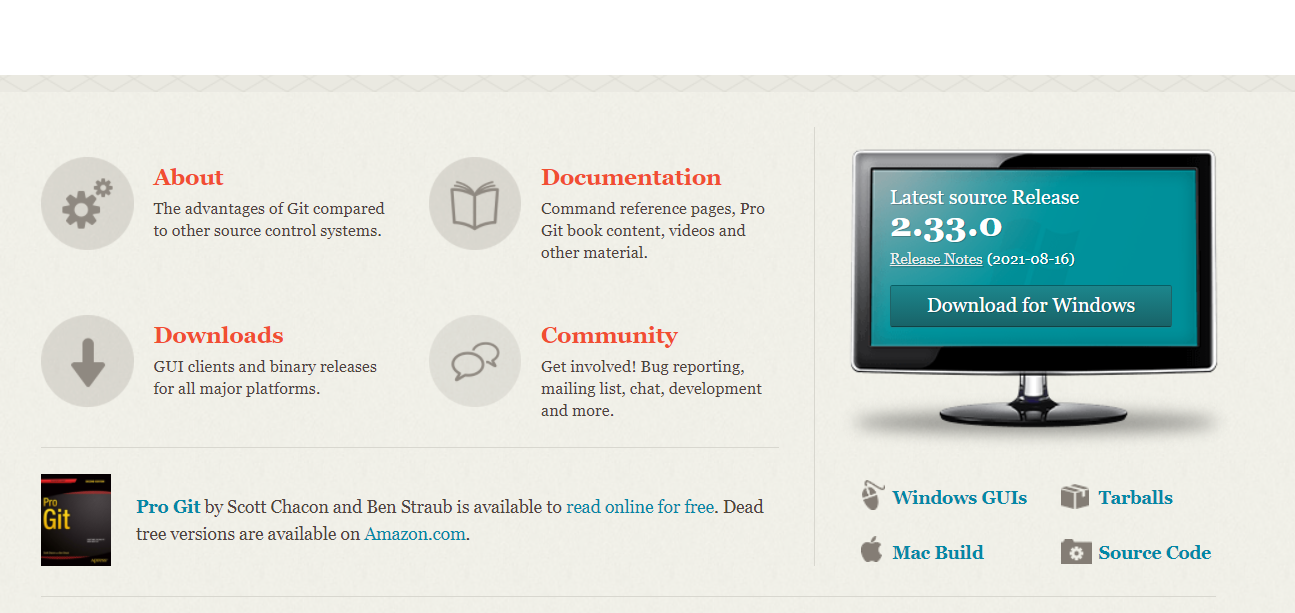 About
The advantages of Git compared
to other source control systems.
Documentation
Command reference pages, Pro
Git book content, videos and
other material.
Downloads
GUI clients and binary releases
for all major platforms.
Community
Get involved! Bug reporting,
mailing list, chat, development
and more.
Pro
Git
Pro Git by Scott Chacon and Ben Straub is available to read online for free. Dead
tree versions are available on Amazon.com.
Latest source Release
2.33.0
Release Notes (2021-08-16)
Download for Windows
Windows GUIs
Tarballs
Mac Build
Source Code